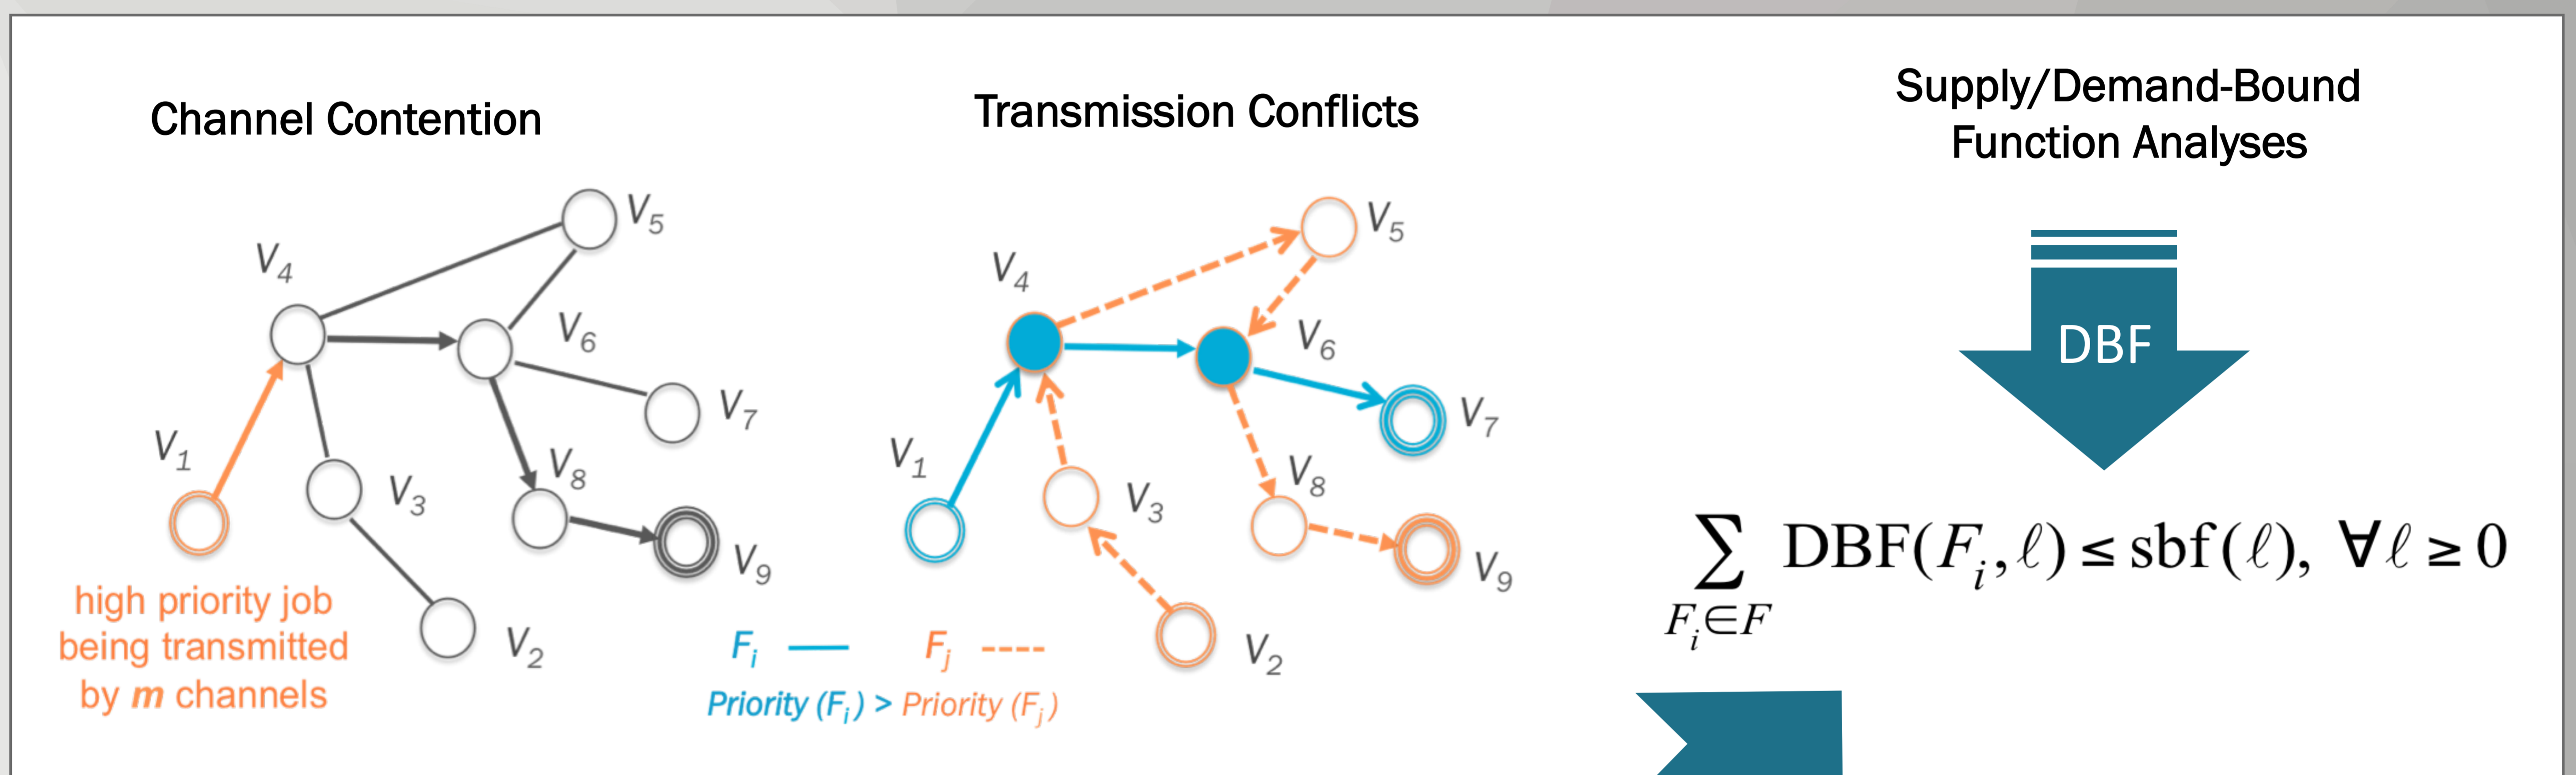 Channel Contention
V5
V4
V6
V7
V1
V8
V3
V9
V2
high priority job
being transmitted
by m channels
Transmission Conflicts
V5
V4
V6
V7
V1
V8
V3
V9
V2
Fi Fj
Priority (Fi) > Priority (Fj)
Supply/Demand-Bound
Function Analyses
DBF
∑ DBF(Fi, ℓ) ≤ sbf(ℓ), ∀ℓ ≥ 0
Fi∈F